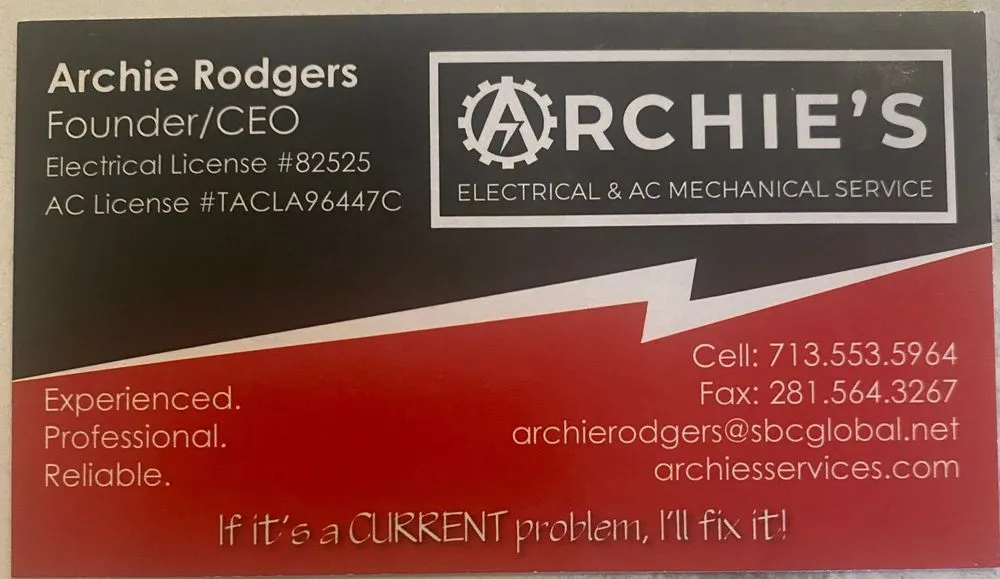 Archie Rodgers
Founder/CEO
Electrical License #82525
AC License #TACLA96447C
ARCHIE'S
ELECTRICAL & AC MECHANICAL SERVICE
Experienced.
Professional.
Reliable.
Cell: 713.553.5964
Fax: 281.564.3267
archierodgers@sbcglobal.net
archiesservices.com
If it's a CURRENT problem, I'll fix it!